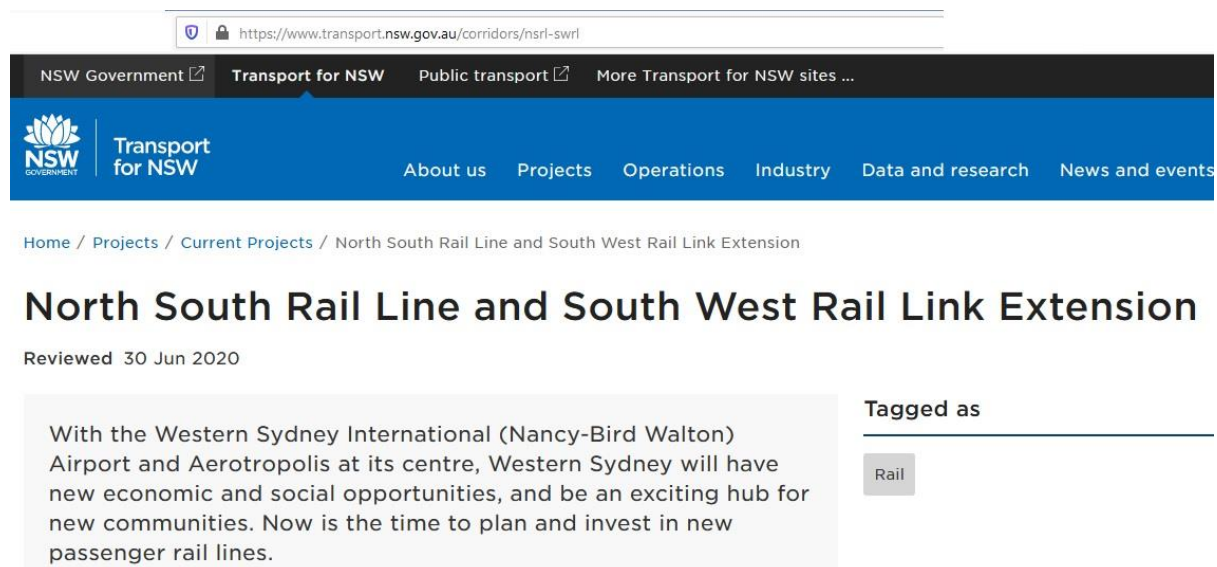 https://www.transport.nsw.gov.au/corridors/nsrl-swrl
NSW Government Transport for NSW Public transport More Transport for NSW sites ...
NSW
GOVERNMENT
Transport
for NSW
About us Projects Operations Industry Data and research News and events
Home / Projects / Current Projects / North South Rail Line and South West Rail Link Extension
North South Rail Line and South West Rail Link Extension
Reviewed 30 Jun 2020
With the Western Sydney International (Nancy-Bird Walton)
Airport and Aerotropolis at its centre, Western Sydney will have
new economic and social opportunities, and be an exciting hub for
new communities. Now is the time to plan and invest in new
passenger rail lines.
Tagged as
Rail